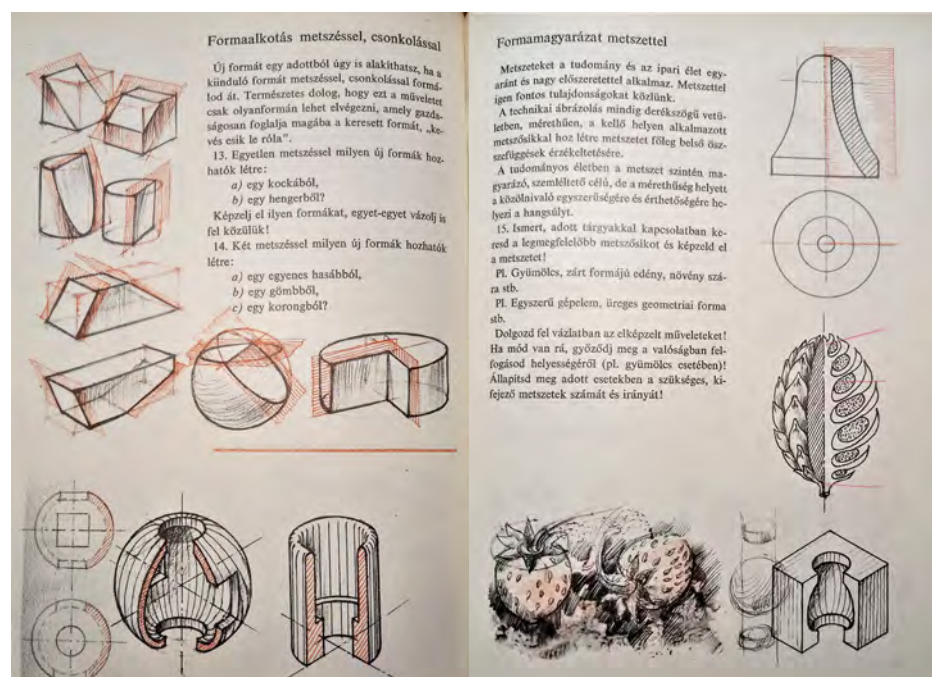 Formaalkotás metszéssel, csonkolással
Új formát egy adottból úgy is alakíthatsz, ha a
kiinduló formát metszéssel, csonkolással formá-
lod át. Természetes dolog, hogy ezt a műveletet
csak olyanformán lehet elvégezni, amely gazda-
ságosan foglalja magába a keresett formát, „ke-
vés esik le róla”.
13. Egyetlen metszéssel milyen új formák hoz-
hatók létre:
a) egy kockából,
b) egy hengerből?
Képzelj el ilyen formákat, egyet-egyet vázolj is
fel közülük!
14. Két metszéssel milyen új formák hozhatók
létre:
a) egy egyenes hasábból,
b) egy gömbből,
c) egy korongból?
Formamagyarázat metszettel
Metszeteket a tudomány és az ipari élet egy-
aránt és nagy előszeretettel alkalmaz. Metszettel
igen fontos tulajdonságokat közlünk.
A technikai ábrázolás mindig derékszögű vetü-
letben, mérethűen, a kellő helyen alkalmazott
metszősíkkal hoz létre metszetet főleg belső ösz-
szefüggések érzékeltetésére.
A tudományos életben a metszet szintén ma-
gyarázó, szemléltető célú, de a mérethűség helyett
a közölnivaló egyszerűségére és érthetőségére he-
lyezi a hangsúlyt.
15. Ismert, adott tárgyakkal kapcsolatban ke-
resd a legmegfelelőbb metszősíkot és képzeld el
a metszetet!
Pl. Gyümölcs, zárt formájú edény, növény szá-
ra stb.
Pl. Egyszerű gépelem, üreges geometriai forma
stb.
Dolgozd fel vázlatban az elképzelt műveleteket!
Ha mód van rá, győződj meg a valóságban fel-
fogásod helyességéről (pl. gyümölcs esetében)!
Állapítsd meg adott esetekben a szükséges, ki-
fejező metszetek számát és irányát!